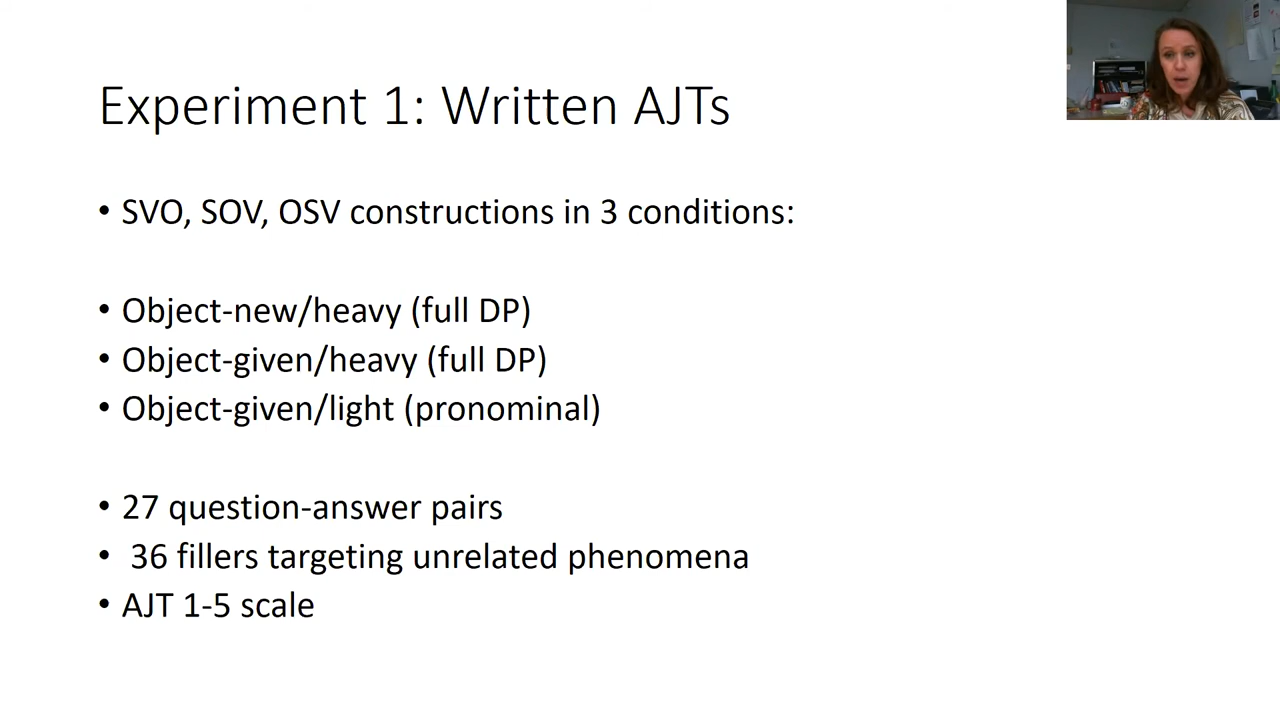 Experiment 1: Written AJTs
• SVO, SOV, OSV constructions in 3 conditions:
• Object-new/heavy (full DP)
• Object-given/heavy (full DP)
• Object-given/light (pronominal)
• 27 question-answer pairs
• 36 fillers targeting unrelated phenomena
• AJT 1-5 scale